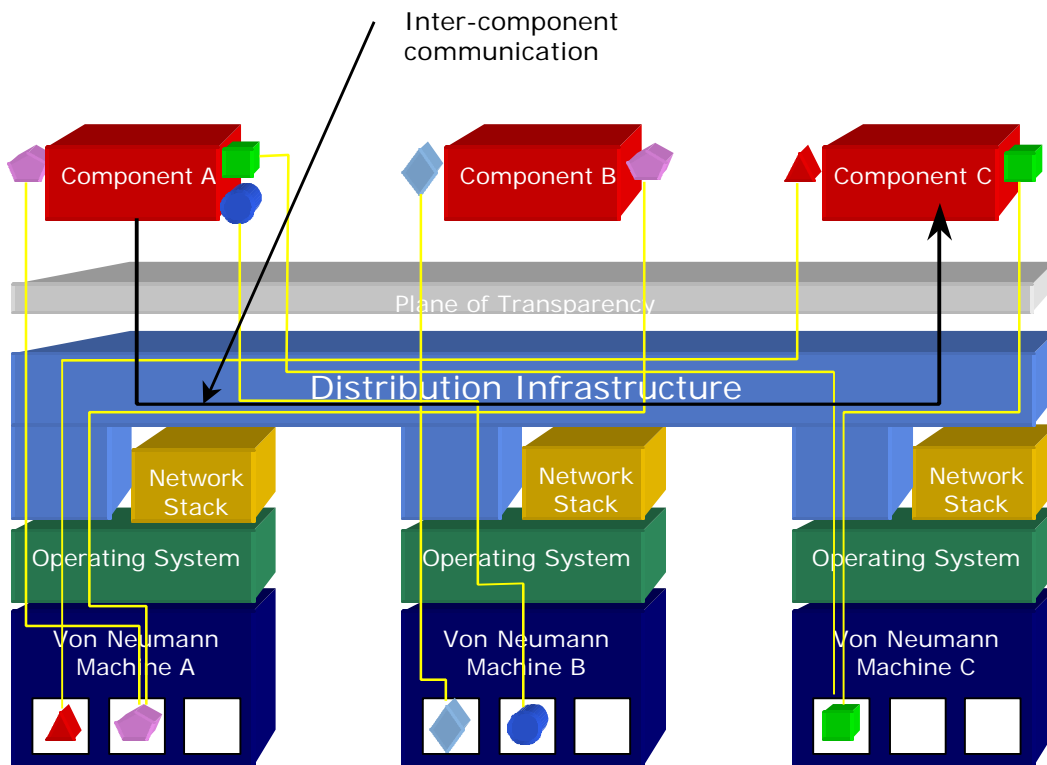 Inter-component
communication
Component A
Component B
Component C
Plane of Transparency
Distribution Infrastructure
Network
Stack
Network
Stack
Network
Stack
Operating System
Operating System
Operating System
Von Neumann
Machine A
Von Neumann
Machine B
Von Neumann
Machine C